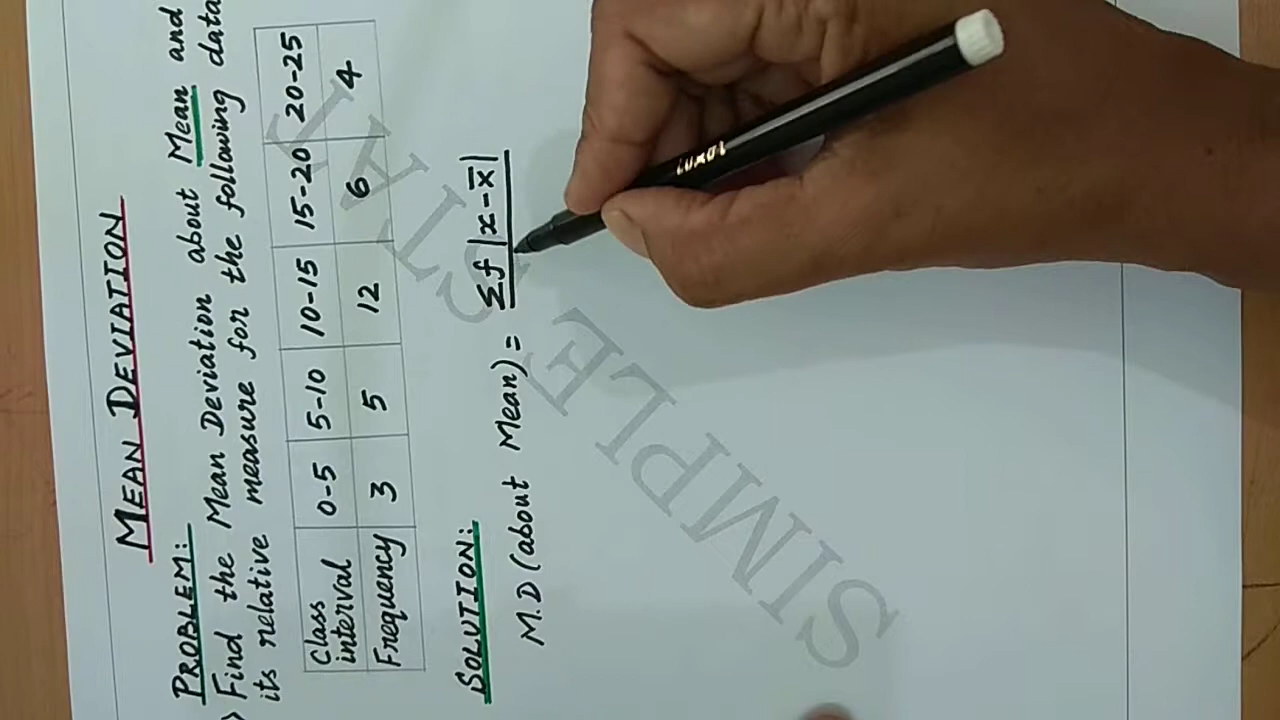 MEAN DEVIATION
PROBLEM:
) Find the Mean Deviation about Mean and
its relative measure for the following data
Class interval 0-5 5-10 10-15 15-20 20-25
Frequency 3 5 12 6 4
SOLUTION:
M.D (about Mean) = Σf |x-x̄|
SIMPLE STAT
LUXOR